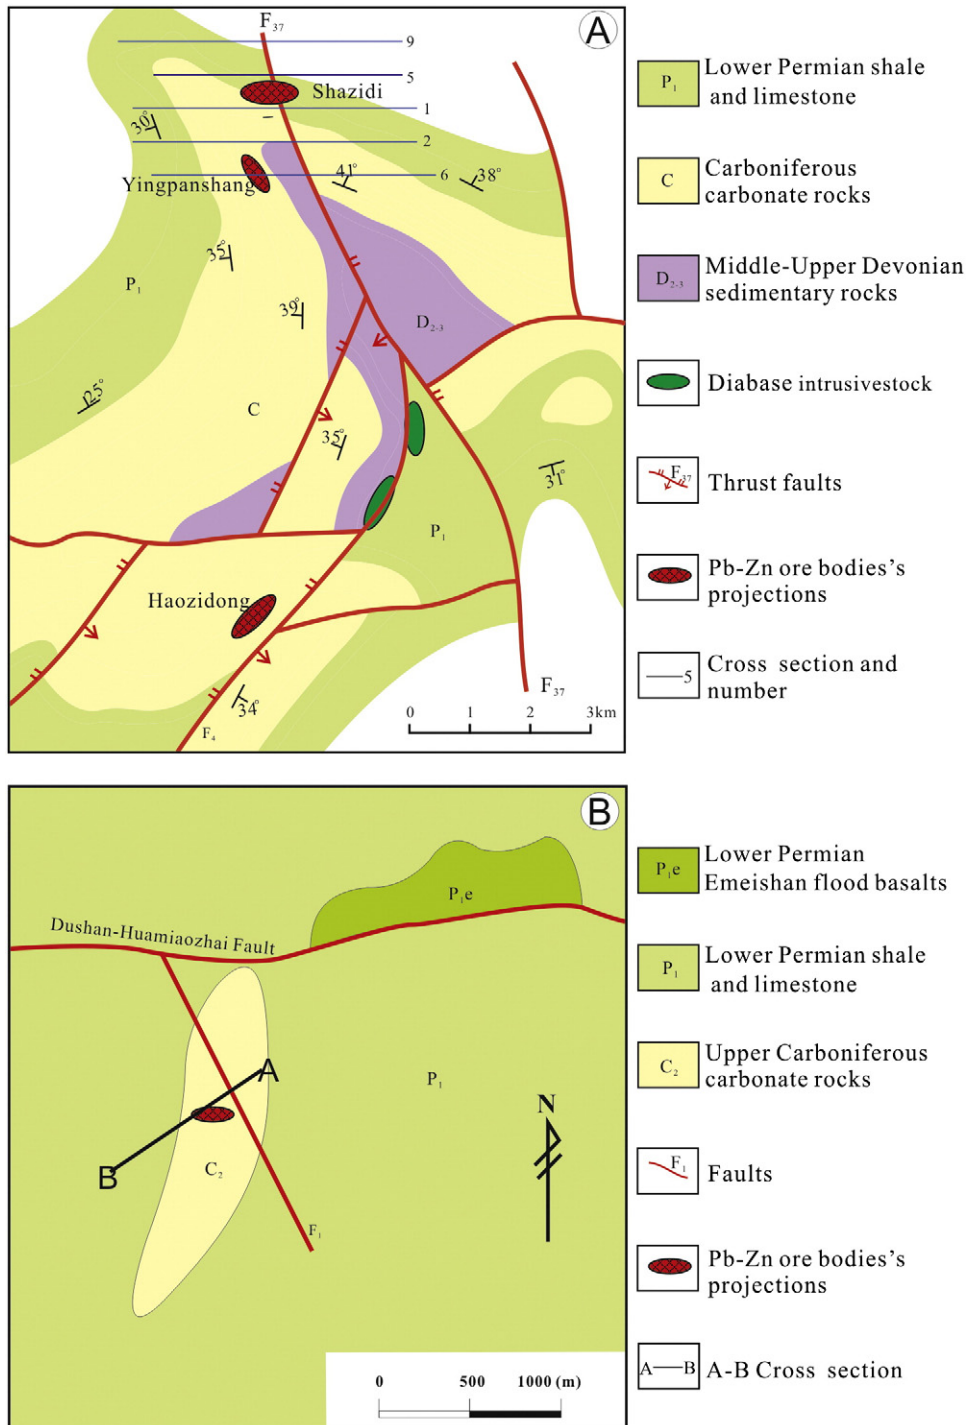 F37
A
9
5
Shazidi
1
30°
2
41°
38°
Yingpanshang
6
35°
P1
39°
D2-3
25°
C
35°
31°
P1
Haozidong
F37
34°
F4
0 1 2 3km
P1 Lower Permian shale
and limestone
C Carboniferous
carbonate rocks
D2-3 Middle-Upper Devonian
sedimentary rocks
Diabase intrusivestock
F37 Thrust faults
Pb-Zn ore bodies's
projections
5 Cross section and
number
B
P1e
Dushan-Huamiaozhai Fault
A
P1
N
B
C2
F1
0 500 1000 (m)
P1e Lower Permian
Emeishan flood basalts
P1 Lower Permian shale
and limestone
C2 Upper Carboniferous
carbonate rocks
F1 Faults
Pb-Zn ore bodies's
projections
A—B A-B Cross section